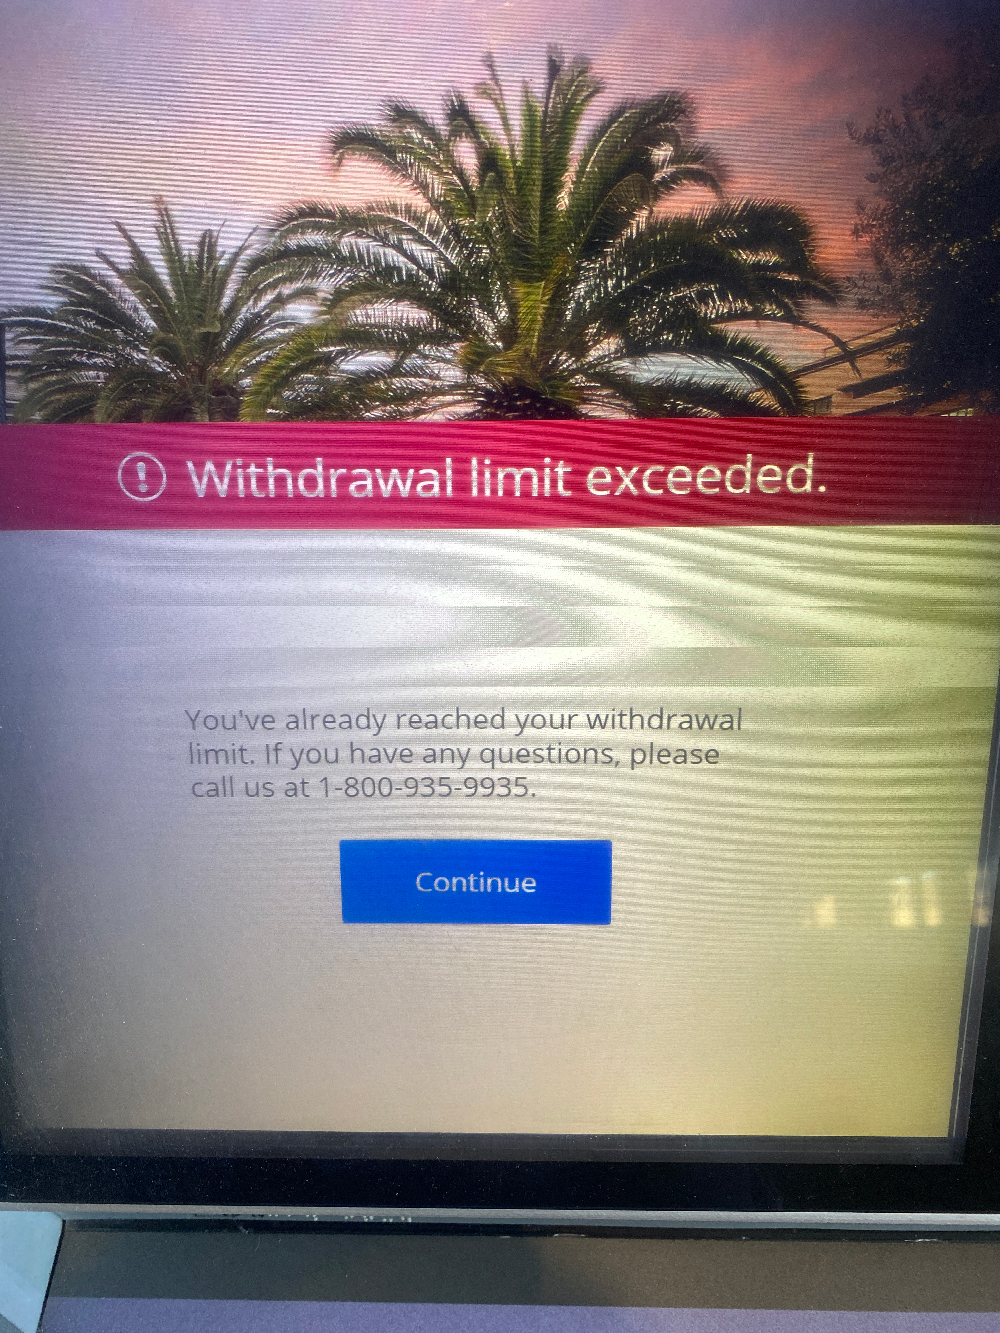 Withdrawal limit exceeded.
You've already reached your withdrawal
limit. If you have any questions, please
call us at 1-800-935-9935.
Continue